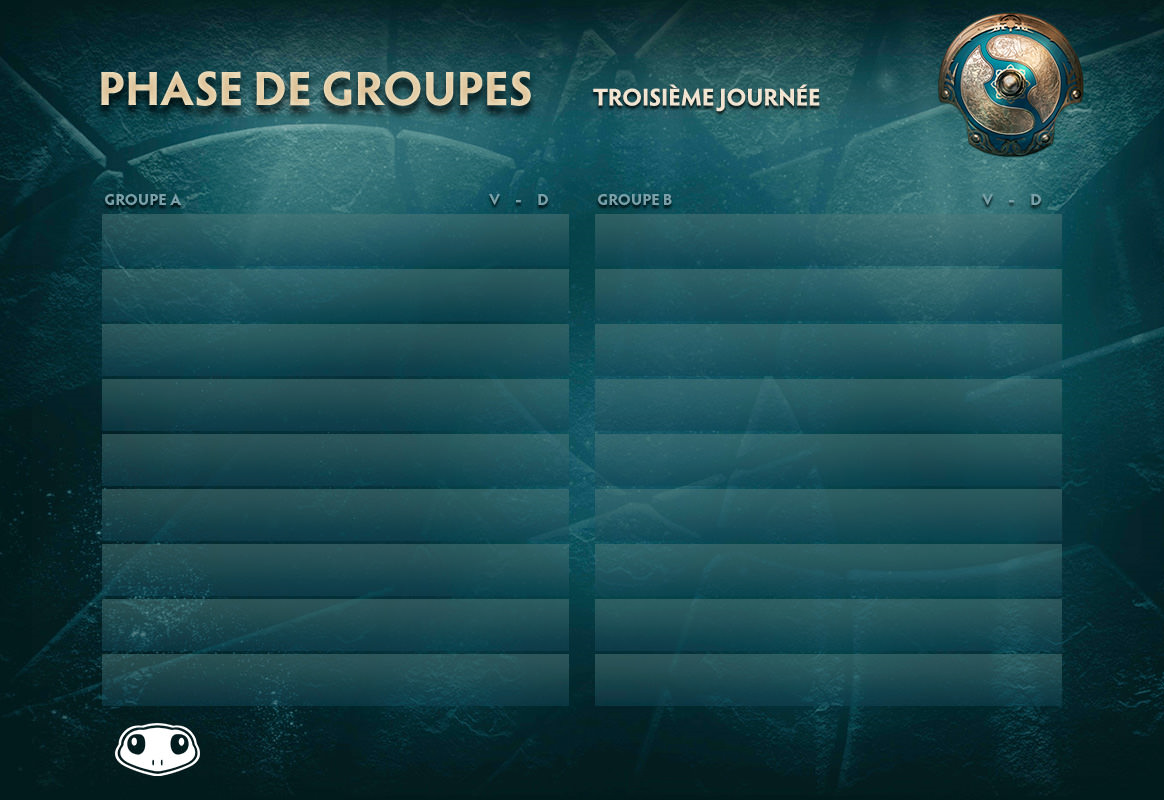 PHASE DE GROUPES
TROISIÈME JOURNÉE
GROUPE A V - D
GROUPE B V - D